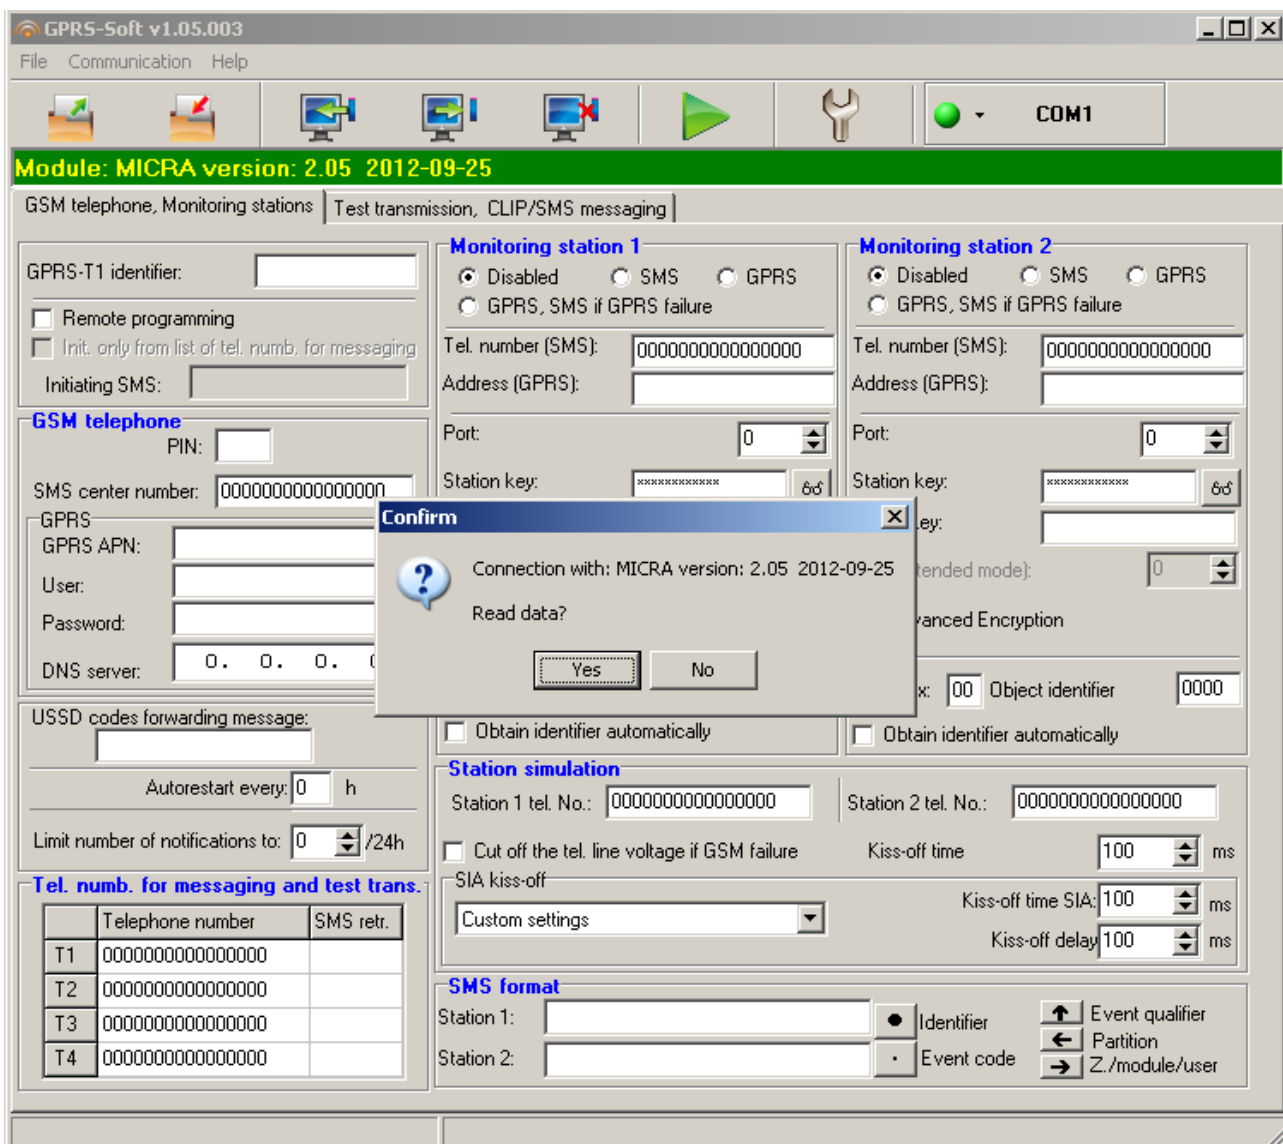 GPRS-Soft v1.05.003
File Communication Help
COM1
Module: MICRA version: 2.05 2012-09-25
GSM telephone, Monitoring stations
Test transmission, CLIP/SMS messaging
GPRS-T1 identifier:
Remote programming
Init. only from list of tel. numb. for messaging
Initiating SMS:
GSM telephone
PIN:
SMS center number: 0000000000000000
GPRS
GPRS APN:
User:
Password:
DNS server: 0. 0. 0.
USSD codes forwarding message:
Autorestart every: 0 h
Limit number of notifications to: 0 /24h
Tel. numb. for messaging and test trans.
Telephone number SMS retr.
T1 0000000000000000
T2 0000000000000000
T3 0000000000000000
T4 0000000000000000
Monitoring station 1
Disabled SMS GPRS
GPRS, SMS if GPRS failure
Tel. number (SMS): 0000000000000000
Address (GPRS):
Port: 0
Station key: ************
Monitoring station 2
Disabled SMS GPRS
GPRS, SMS if GPRS failure
Tel. number (SMS): 0000000000000000
Address (GPRS):
Port: 0
Station key: ************
ey:
tended mode): 0
vanced Encryption
x: 00 Object identifier 0000
Obtain identifier automatically
Obtain identifier automatically
Confirm
Connection with: MICRA version: 2.05 2012-09-25
Read data?
Yes No
Station simulation
Station 1 tel. No.: 0000000000000000
Station 2 tel. No.: 0000000000000000
Cut off the tel. line voltage if GSM failure
Kiss-off time 100 ms
SIA kiss-off
Custom settings
Kiss-off time SIA: 100 ms
Kiss-off delay 100 ms
SMS format
Station 1:
Station 2:
Identifier
Event code
Event qualifier
Partition
Z./module/user